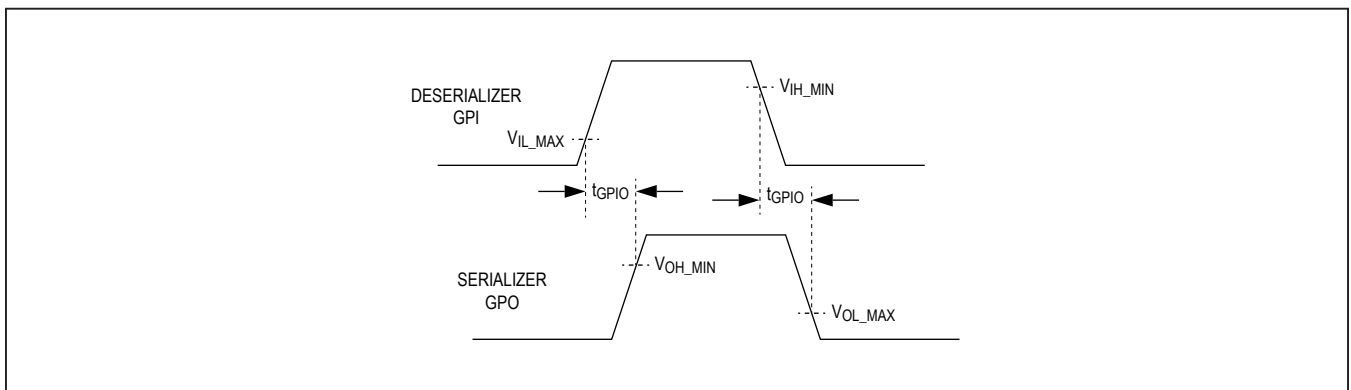 DESERIALIZER
GPI
VIH_MIN
VIL_MAX
tGPIO
tGPIO
VOH_MIN
SERIALIZER
GPO
VOL_MAX